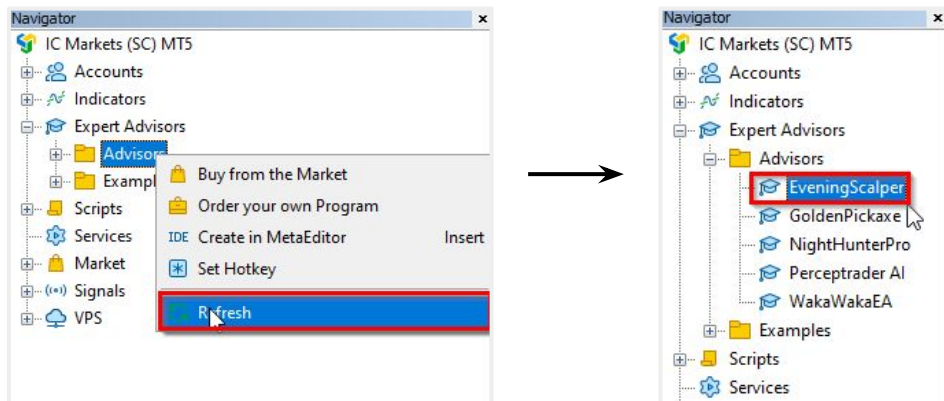 Navigator
IC Markets (SC) MT5
Accounts
Indicators
Expert Advisors
Advisors
Exampl
Scripts
Services
Market
Signals
VPS
Buy from the Market
Order your own Program
IDE Create in MetaEditor Insert
Set Hotkey
Refresh
Navigator
IC Markets (SC) MT5
Accounts
Indicators
Expert Advisors
Advisors
EveningScalper
GoldenPickaxe
NightHunterPro
Perceptrader AI
WakaWakaEA
Examples
Scripts
Services